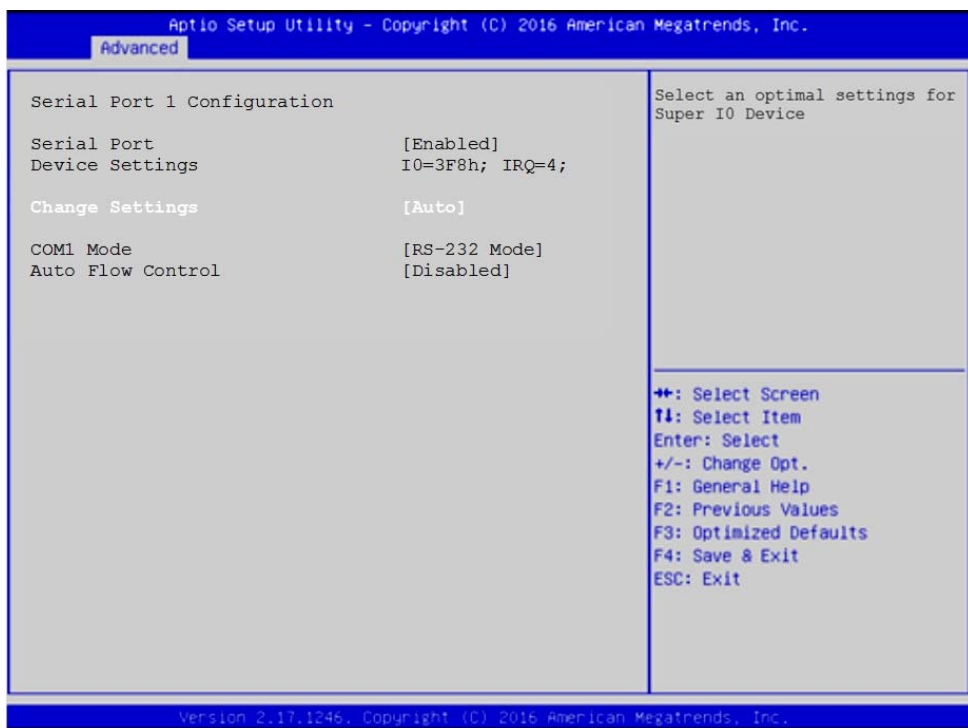 Aptio Setup Utility - Copyright (C) 2016 American Megatrends, Inc.
Advanced
Serial Port 1 Configuration
Serial Port [Enabled]
Device Settings I0=3F8h; IRQ=4;
Change Settings [Auto]
COM1 Mode [RS-232 Mode]
Auto Flow Control [Disabled]
Select an optimal settings for
Super I0 Device
→←: Select Screen
↑↓: Select Item
Enter: Select
+/-: Change Opt.
F1: General Help
F2: Previous Values
F3: Optimized Defaults
F4: Save & Exit
ESC: Exit
Version 2.17.1246. Copyright (C) 2016 American Megatrends, Inc.